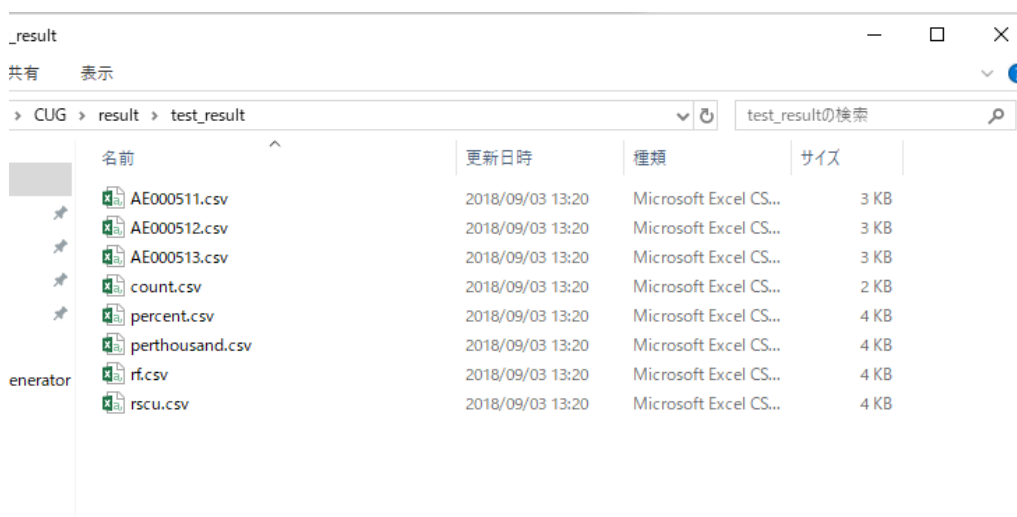 _result
共有 表示
> CUG > result > test_result test_resultの検索
名前 更新日時 種類 サイズ
AE000511.csv 2018/09/03 13:20 Microsoft Excel CS... 3 KB
AE000512.csv 2018/09/03 13:20 Microsoft Excel CS... 3 KB
AE000513.csv 2018/09/03 13:20 Microsoft Excel CS... 3 KB
count.csv 2018/09/03 13:20 Microsoft Excel CS... 2 KB
percent.csv 2018/09/03 13:20 Microsoft Excel CS... 4 KB
perthousand.csv 2018/09/03 13:20 Microsoft Excel CS... 4 KB
rf.csv 2018/09/03 13:20 Microsoft Excel CS... 4 KB
enerator
rscu.csv 2018/09/03 13:20 Microsoft Excel CS... 4 KB